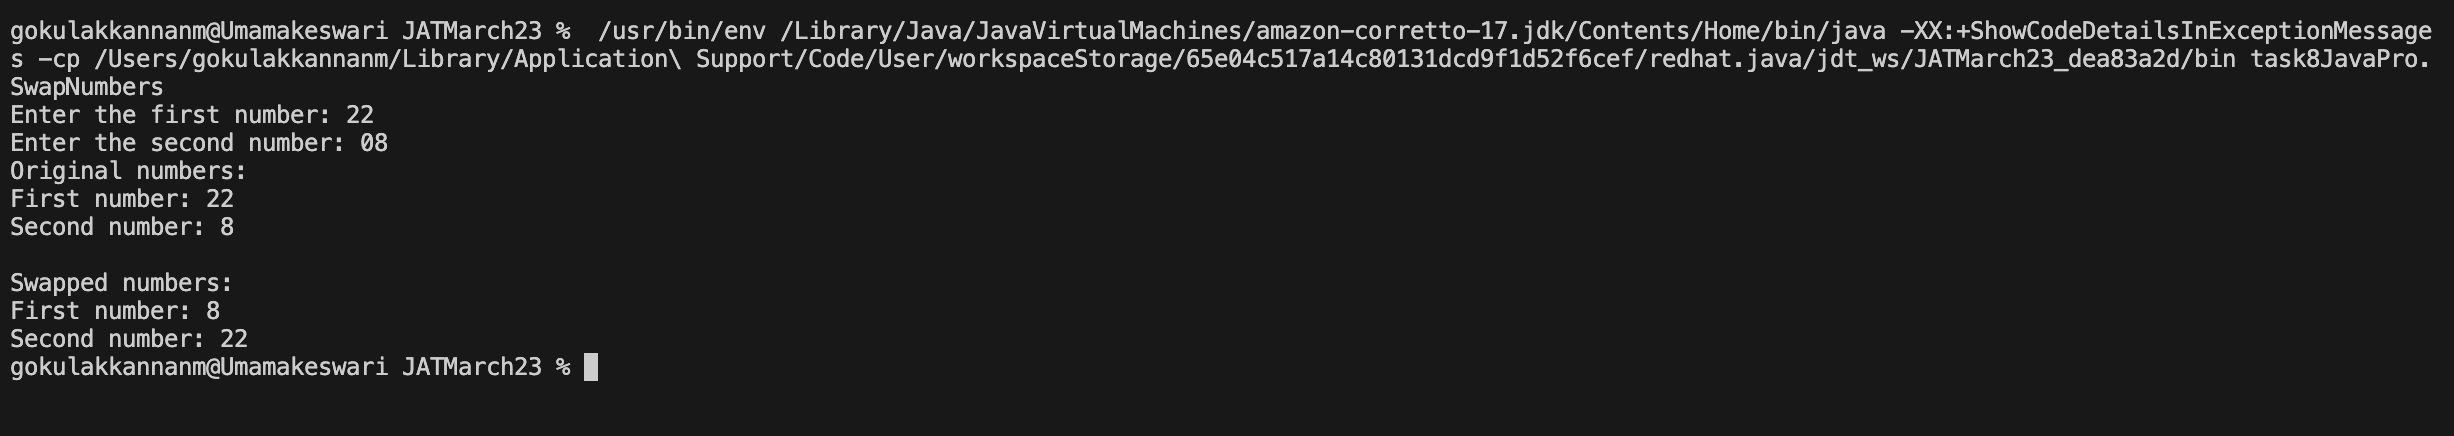 gokulakkannanm@Umamakeswari JATMarch23 %  /usr/bin/env /Library/Java/JavaVirtualMachines/amazon-corretto-17.jdk/Contents/Home/bin/java -XX:+ShowCodeDetailsInExceptionMessage
s -cp /Users/gokulakkannanm/Library/Application\ Support/Code/User/workspaceStorage/65e04c517a14c80131dcd9f1d52f6cef/redhat.java/jdt_ws/JATMarch23_dea83a2d/bin task8JavaPro.
SwapNumbers
Enter the first number: 22
Enter the second number: 08
Original numbers:
First number: 22
Second number: 8

Swapped numbers:
First number: 8
Second number: 22
gokulakkannanm@Umamakeswari JATMarch23 %